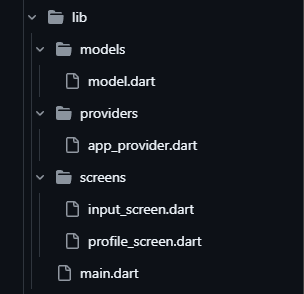 lib
models
model.dart
providers
app_provider.dart
screens
input_screen.dart
profile_screen.dart
main.dart